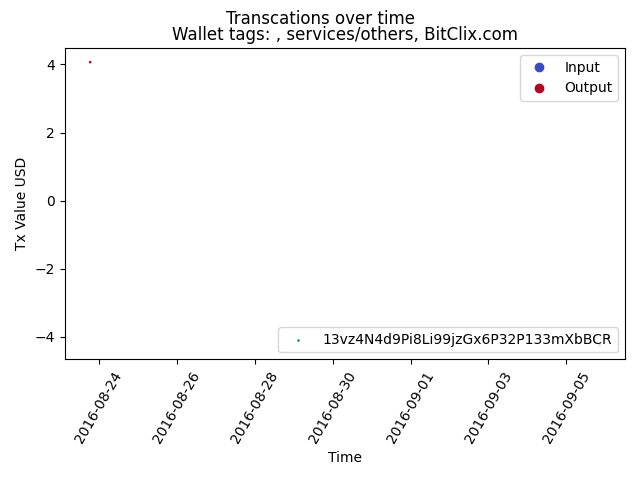 Transcations over time
Wallet tags: , services/others, BitClix.com
Input
Output
4
2
0
−2
−4
Tx Value USD
13vz4N4d9Pi8Li99jzGx6P32P133mXbBCR
2016-08-24
2016-08-26
2016-08-28
2016-08-30
2016-09-01
2016-09-03
2016-09-05
Time